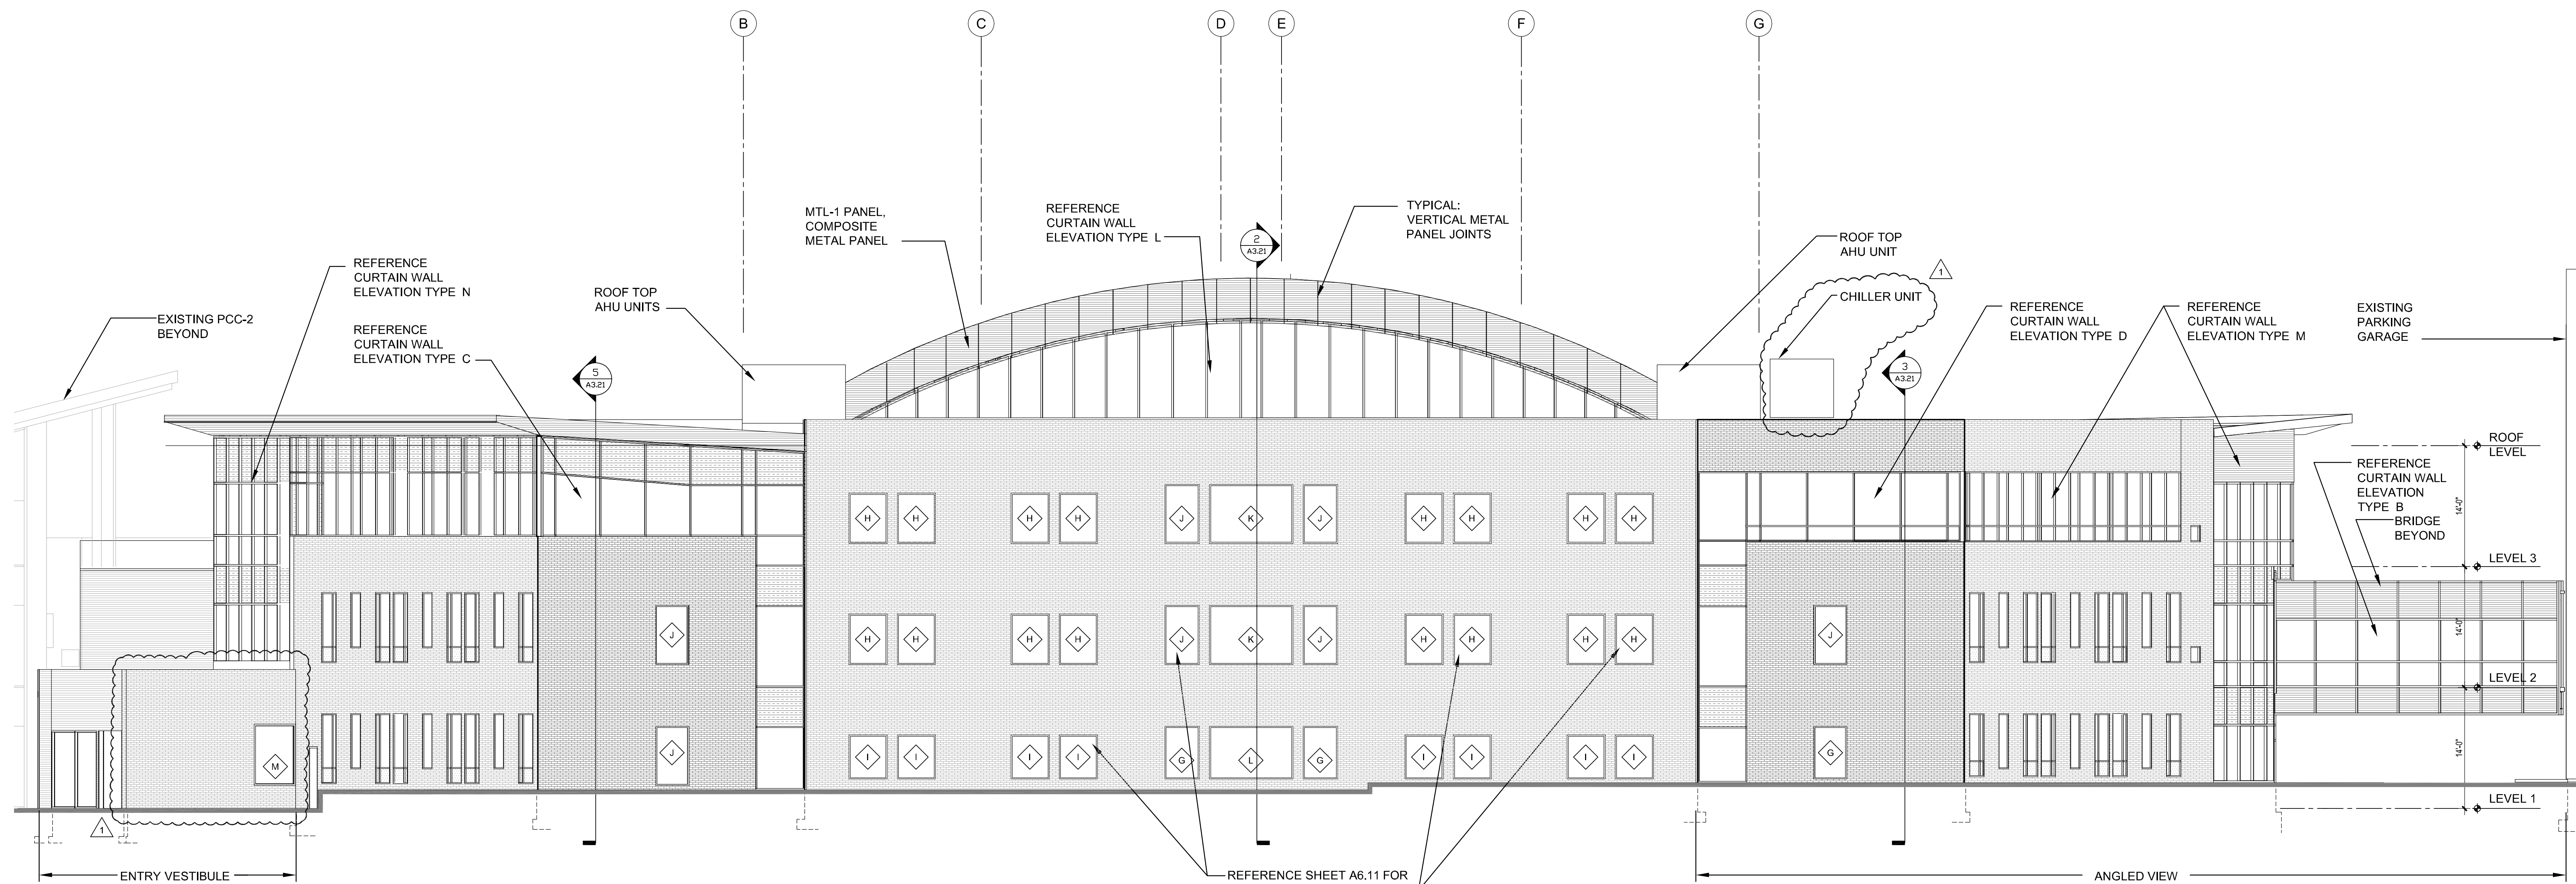 B
C
D
E
F
G
MTL-1 PANEL,
COMPOSITE
METAL PANEL
REFERENCE
CURTAIN WALL
ELEVATION TYPE L
TYPICAL:
VERTICAL METAL
PANEL JOINTS
2
A3.21
ROOF TOP
AHU UNIT
1
CHILLER UNIT
REFERENCE
CURTAIN WALL
ELEVATION TYPE N
ROOF TOP
AHU UNITS
EXISTING PCC-2
BEYOND
REFERENCE
CURTAIN WALL
ELEVATION TYPE C
5
A3.21
3
A3.21
REFERENCE
CURTAIN WALL
ELEVATION TYPE D
REFERENCE
CURTAIN WALL
ELEVATION TYPE M
EXISTING
PARKING
GARAGE
ROOF
LEVEL
REFERENCE
CURTAIN WALL
ELEVATION
TYPE B
BRIDGE
BEYOND
14'-0"
LEVEL 3
H H H H J K J H H H H
14'-0"
J H H H H J K J H H H H J
LEVEL 2
14'-0"
M J I I I I G L G I I I I G
LEVEL 1
1
ENTRY VESTIBULE
REFERENCE SHEET A6.11 FOR
ANGLED VIEW